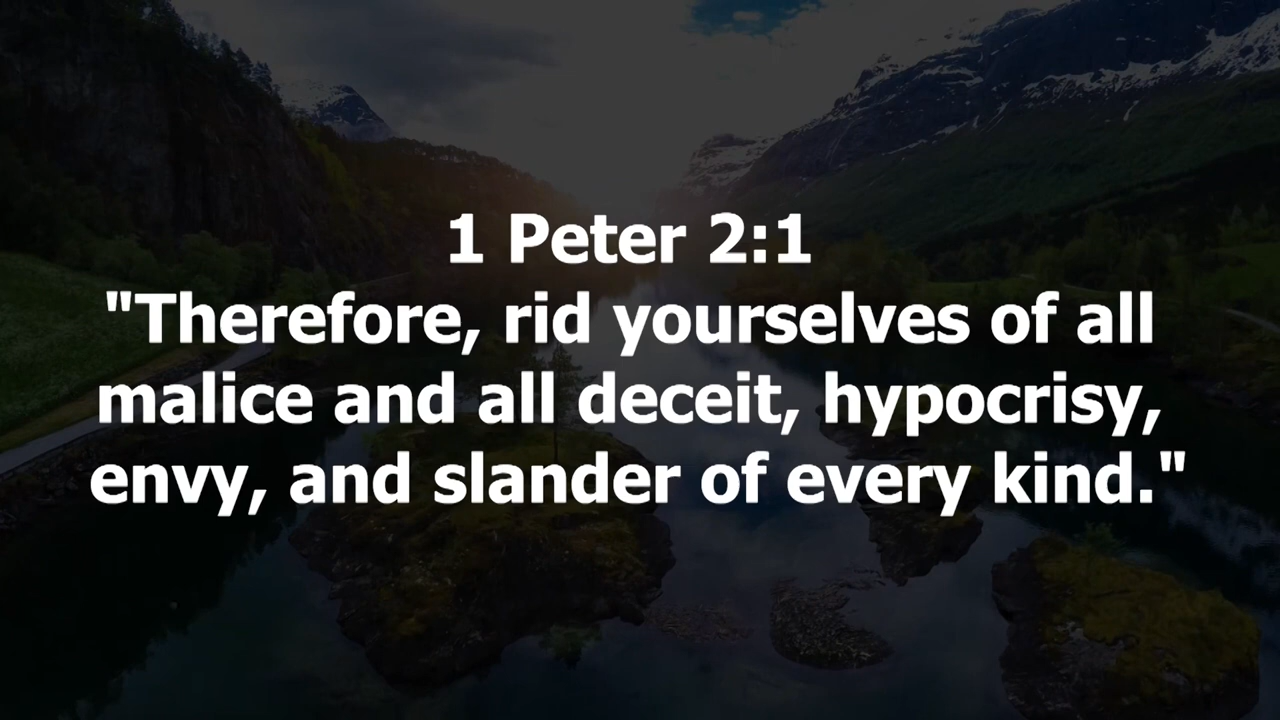 1 Peter 2:1
"Therefore, rid yourselves of all
malice and all deceit, hypocrisy,
envy, and slander of every kind."